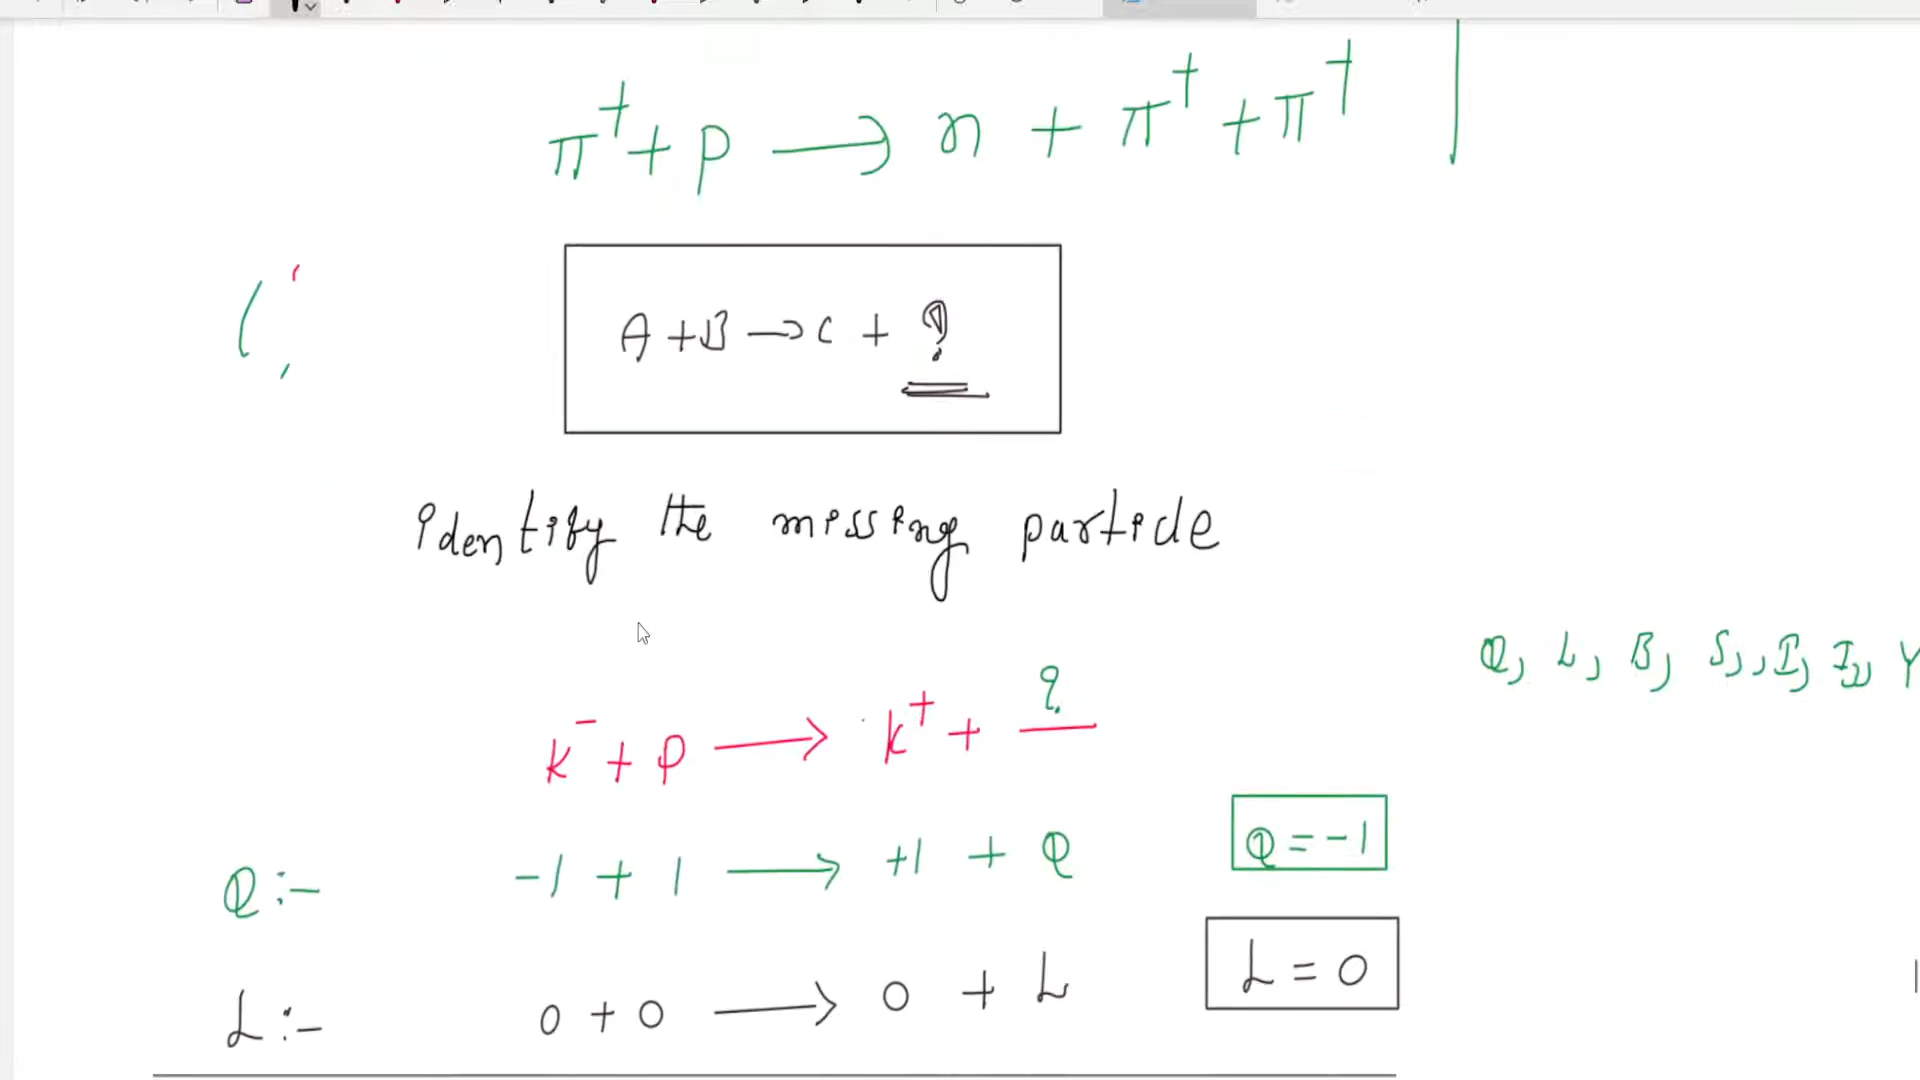 π⁺ + p ⟶ n + π⁺ + π⁺
A + B → C + ?
identify the missing particle
Q, L, B, S, I, I₃, Y
k⁻ + p ⟶ k⁺ + ?
Q :- -1 + 1 ⟶ +1 + Q Q = -1
L :- 0 + 0 ⟶ 0 + L L = 0